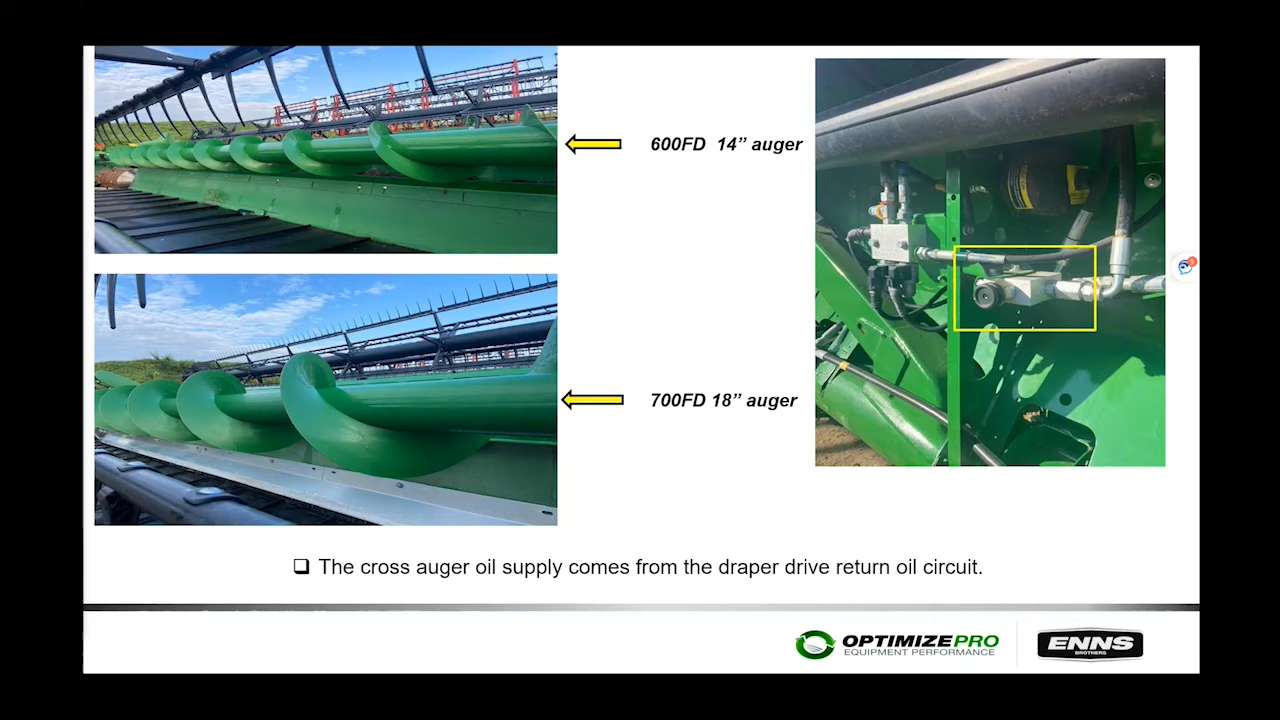 600FD 14” auger
700FD 18” auger
❑ The cross auger oil supply comes from the draper drive return oil circuit.
OPTIMIZEPRO
EQUIPMENT PERFORMANCE
ENNS
BROTHERS